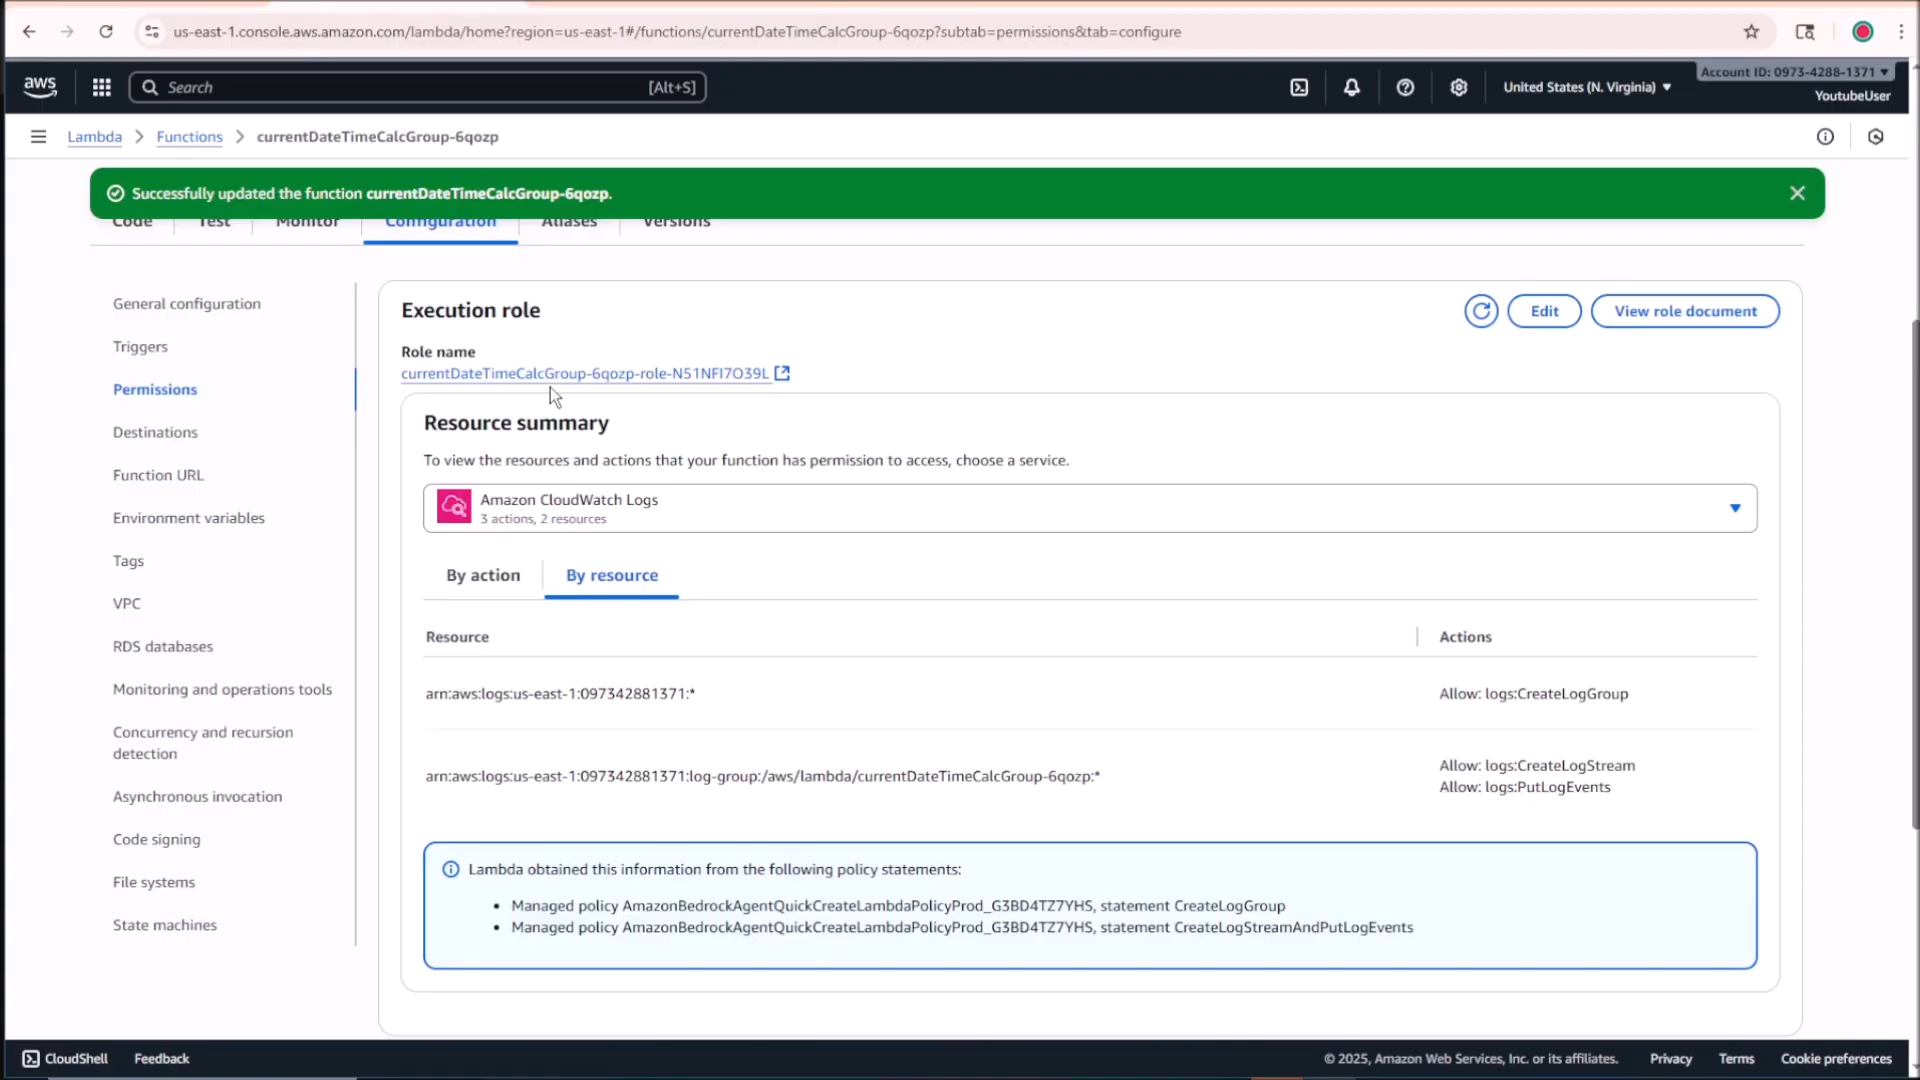 us-east-1.console.aws.amazon.com/lambda/home?region=us-east-1#/functions/currentDateTimeCalcGroup-6qozp?subtab=permissions&tab=configure
aws
Search
[Alt+S]
United States (N. Virginia)
Account ID: 0973-4288-1371
YoutubeUser
Lambda
Functions
currentDateTimeCalcGroup-6qozp
Successfully updated the function currentDateTimeCalcGroup-6qozp.
Code
Test
Monitor
Configuration
Aliases
Versions
General configuration
Triggers
Permissions
Destinations
Function URL
Environment variables
Tags
VPC
RDS databases
Monitoring and operations tools
Concurrency and recursion
detection
Asynchronous invocation
Code signing
File systems
State machines
Execution role
Edit
View role document
Role name
currentDateTimeCalcGroup-6qozp-role-N51NFI7O39L
Resource summary
To view the resources and actions that your function has permission to access, choose a service.
Amazon CloudWatch Logs
3 actions, 2 resources
By action
By resource
Resource
Actions
arn:aws:logs:us-east-1:097342881371:*
Allow: logs:CreateLogGroup
arn:aws:logs:us-east-1:097342881371:log-group:/aws/lambda/currentDateTimeCalcGroup-6qozp:*
Allow: logs:CreateLogStream
Allow: logs:PutLogEvents
Lambda obtained this information from the following policy statements:
• Managed policy AmazonBedrockAgentQuickCreateLambdaPolicyProd_G3BD4TZ7YHS, statement CreateLogGroup
• Managed policy AmazonBedrockAgentQuickCreateLambdaPolicyProd_G3BD4TZ7YHS, statement CreateLogStreamAndPutLogEvents
CloudShell
Feedback
© 2025, Amazon Web Services, Inc. or its affiliates.
Privacy
Terms
Cookie preferences